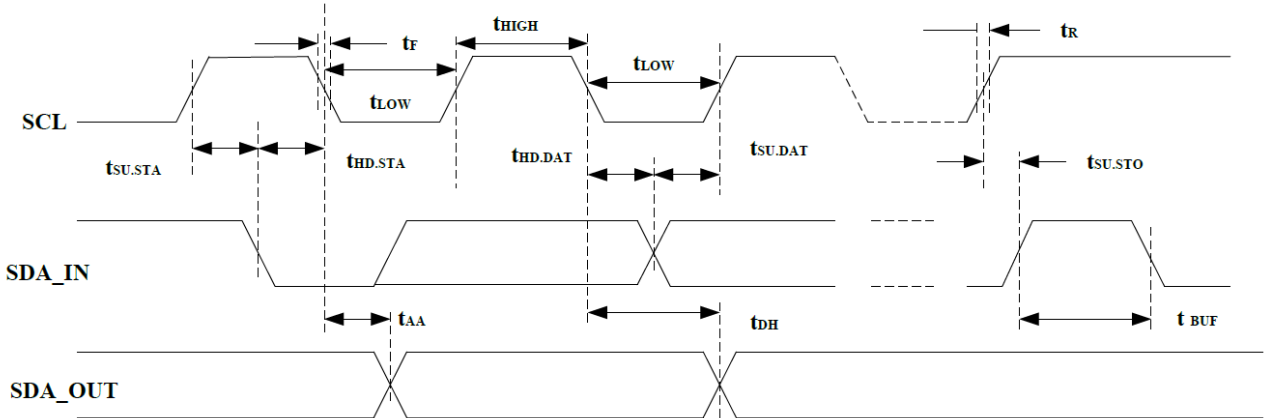 tHIGH
tF
tR
tLOW
tLOW
SCL
tSU.STA
tHD.STA
tHD.DAT
tSU.DAT
tSU.STO
SDA_IN
tAA
tDH
t BUF
SDA_OUT